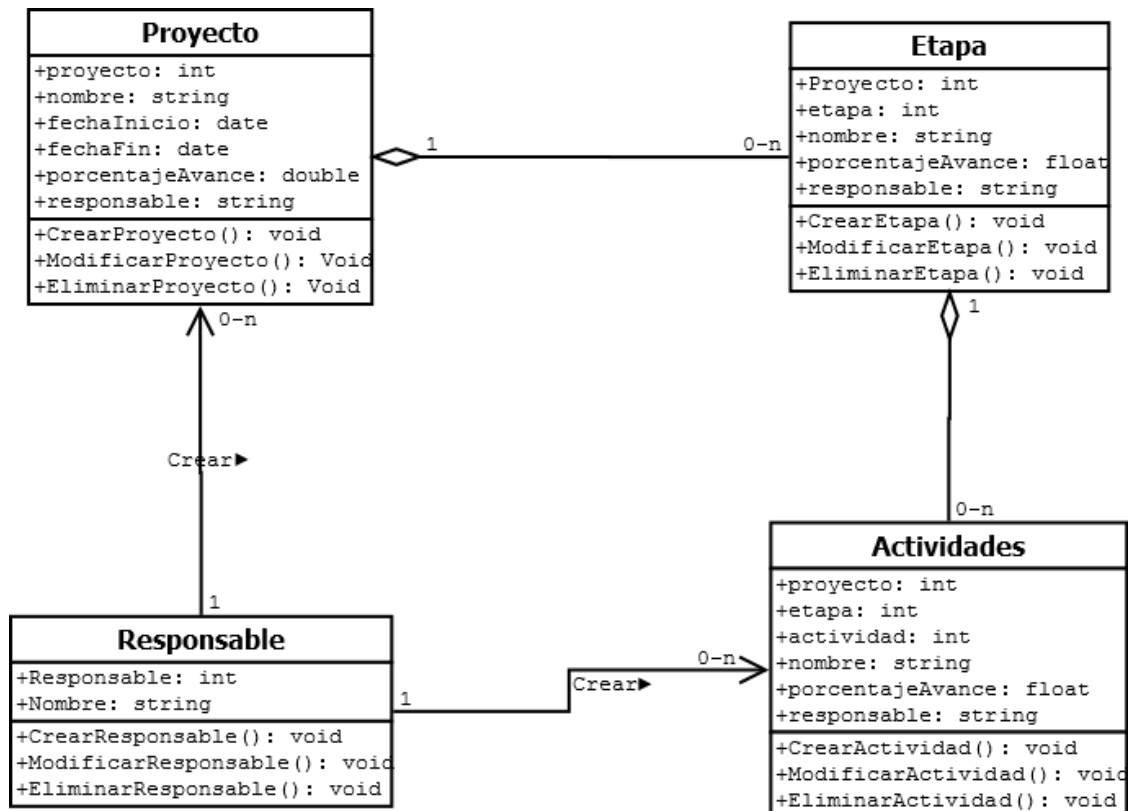 Proyecto
+proyecto: int
+nombre: string
+fechaInicio: date
+fechaFin: date
+porcentajeAvance: double
+responsable: string
+CrearProyecto(): void
+ModificarProyecto(): Void
+EliminarProyecto(): Void
1
0-n
Etapa
+Proyecto: int
+etapa: int
+nombre: string
+porcentajeAvance: float
+responsable: string
+CrearEtapa(): void
+ModificarEtapa(): void
+EliminarEtapa(): void
0-n
1
Crear►
1
0-n
Responsable
+Responsable: int
+Nombre: string
+CrearResponsable(): void
+ModificarResponsable(): void
+EliminarResponsable(): void
1
Crear►
0-n
Actividades
+proyecto: int
+etapa: int
+actividad: int
+nombre: string
+porcentajeAvance: float
+responsable: string
+CrearActividad(): void
+ModificarActividad(): void
+EliminarActividad(): void